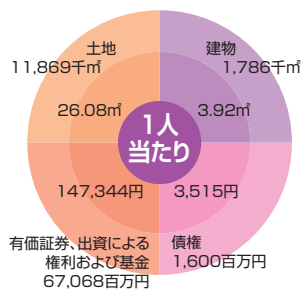 土地
11,869千㎡
26.08㎡
建物
1,786千㎡
3.92㎡
1人
当たり
147,344円
有価証券、出資による
権利および基金
67,068百万円
3,515円
債権
1,600百万円